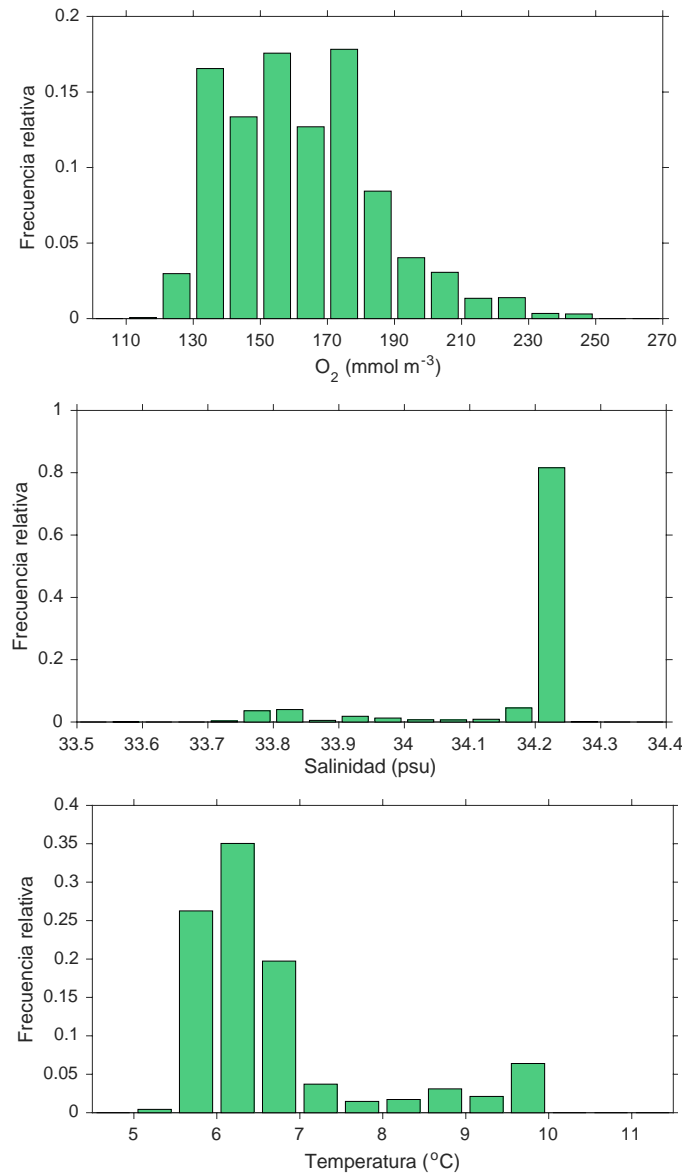 0.2
0.15
0.1
0.05
0
Frecuencia relativa
110 130 150 170 190 210 230 250 270
O2 (mmol m-3)
1
0.8
0.6
0.4
0.2
0
Frecuencia relativa
33.5 33.6 33.7 33.8 33.9 34 34.1 34.2 34.3 34.4
Salinidad (psu)
0.4
0.35
0.3
0.25
0.2
0.15
0.1
0.05
0
Frecuencia relativa
5 6 7 8 9 10 11
Temperatura (oC)